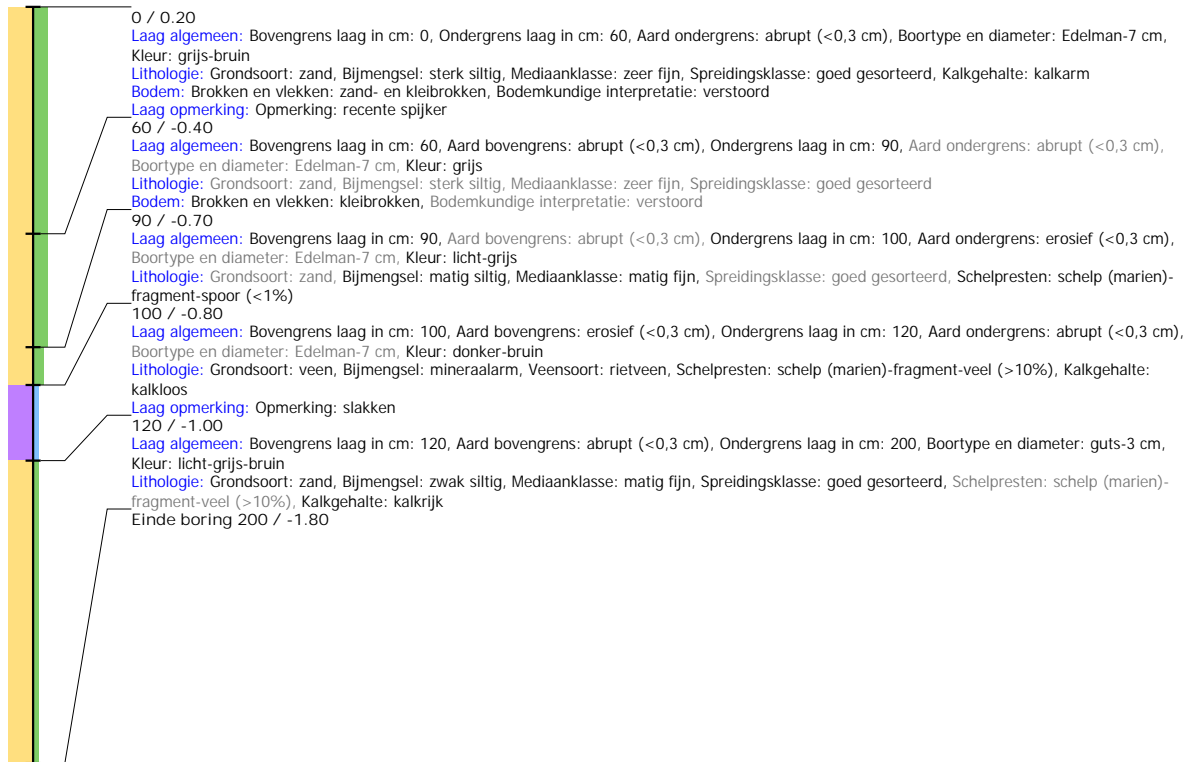 0 / 0.20
Laag algemeen: Bovengrens laag in cm: 0, Ondergrens laag in cm: 60, Aard ondergrens: abrupt (<0,3 cm), Boortype en diameter: Edelman-7 cm,
Kleur: grijs-bruin
Lithologie: Grondsoort: zand, Bijmengsel: sterk siltig, Mediaanklasse: zeer fijn, Spreidingsklasse: goed gesorteerd, Kalkgehalte: kalkarm
Bodem: Brokken en vlekken: zand- en kleibrokken, Bodemkundige interpretatie: verstoord
Laag opmerking: Opmerking: recente spijker
60 / -0.40
Laag algemeen: Bovengrens laag in cm: 60, Aard bovengrens: abrupt (<0,3 cm), Ondergrens laag in cm: 90, Aard ondergrens: abrupt (<0,3 cm),
Boortype en diameter: Edelman-7 cm, Kleur: grijs
Lithologie: Grondsoort: zand, Bijmengsel: sterk siltig, Mediaanklasse: zeer fijn, Spreidingsklasse: goed gesorteerd
Bodem: Brokken en vlekken: kleibrokken, Bodemkundige interpretatie: verstoord
90 / -0.70
Laag algemeen: Bovengrens laag in cm: 90, Aard bovengrens: abrupt (<0,3 cm), Ondergrens laag in cm: 100, Aard ondergrens: erosief (<0,3 cm),
Boortype en diameter: Edelman-7 cm, Kleur: licht-grijs
Lithologie: Grondsoort: zand, Bijmengsel: matig siltig, Mediaanklasse: matig fijn, Spreidingsklasse: goed gesorteerd, Schelpresten: schelp (marien)-
fragment-spoor (<1%)
100 / -0.80
Laag algemeen: Bovengrens laag in cm: 100, Aard bovengrens: erosief (<0,3 cm), Ondergrens laag in cm: 120, Aard ondergrens: abrupt (<0,3 cm),
Boortype en diameter: Edelman-7 cm, Kleur: donker-bruin
Lithologie: Grondsoort: veen, Bijmengsel: mineraalarm, Veensoort: rietveen, Schelpresten: schelp (marien)-fragment-veel (>10%), Kalkgehalte:
kalkloos
Laag opmerking: Opmerking: slakken
120 / -1.00
Laag algemeen: Bovengrens laag in cm: 120, Aard bovengrens: abrupt (<0,3 cm), Ondergrens laag in cm: 200, Boortype en diameter: guts-3 cm,
Kleur: licht-grijs-bruin
Lithologie: Grondsoort: zand, Bijmengsel: zwak siltig, Mediaanklasse: matig fijn, Spreidingsklasse: goed gesorteerd, Schelpresten: schelp (marien)-
fragment-veel (>10%), Kalkgehalte: kalkrijk
Einde boring 200 / -1.80